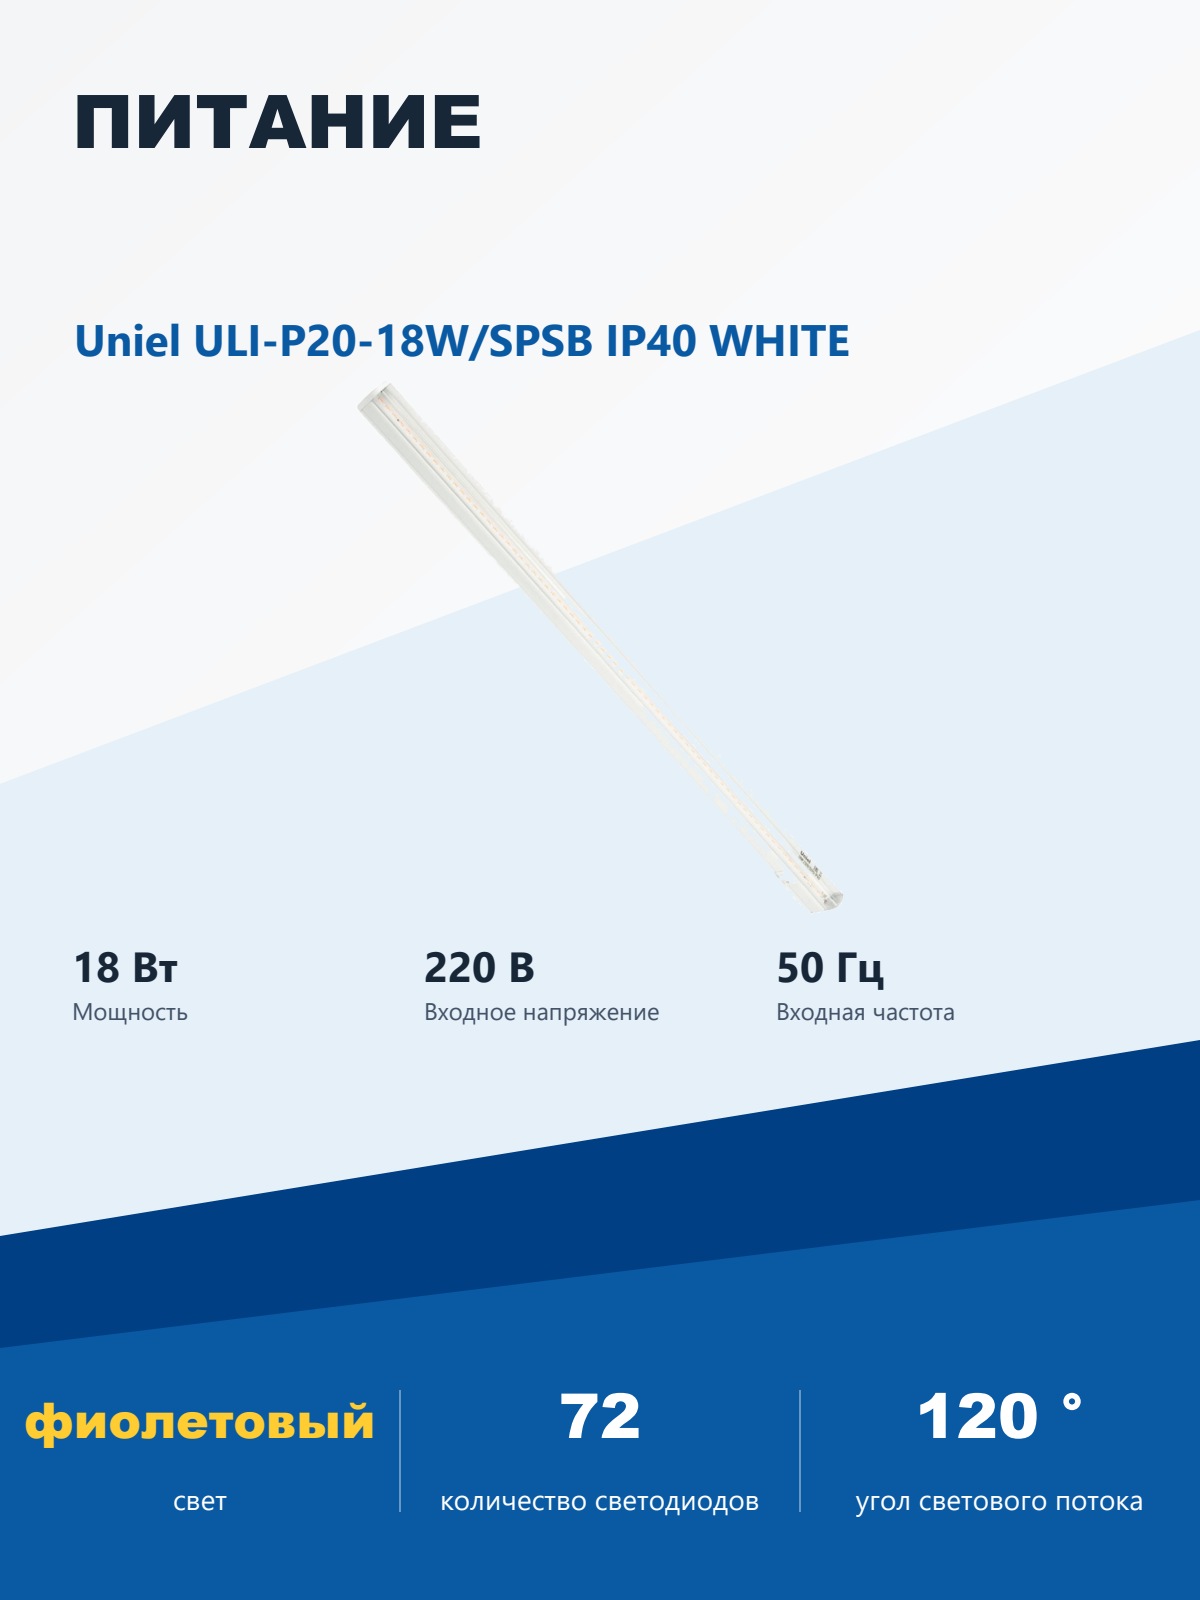 ПИТАНИЕ
Uniel ULI-P20-18W/SPSB IP40 WHITE
18 Вт
Мощность
220 В
Входное напряжение
50 Гц
Входная частота
фиолетовый
свет
72
количество светодиодов
120 °
угол светового потока